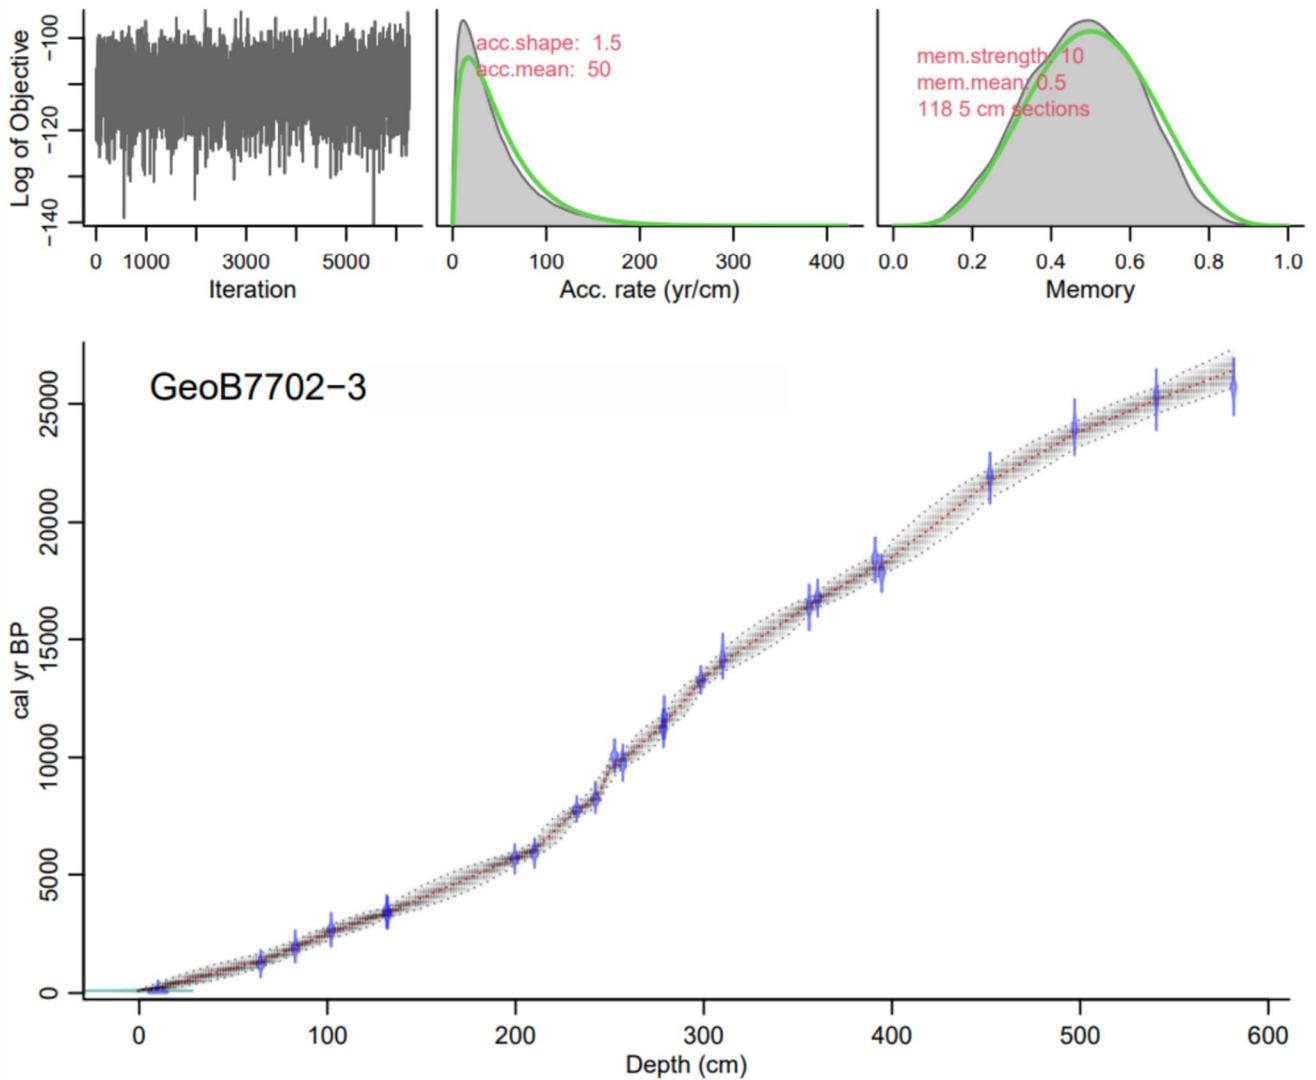 Log of Objective
−100
−120
−140
0 1000 3000 5000
Iteration
acc.shape: 1.5
acc.mean: 50
0 100 200 300 400
Acc. rate (yr/cm)
mem.strength: 10
mem.mean: 0.5
118 5 cm sections
0.0 0.2 0.4 0.6 0.8 1.0
Memory
GeoB7702−3
cal yr BP
25000
20000
15000
10000
5000
0
0 100 200 300 400 500 600
Depth (cm)